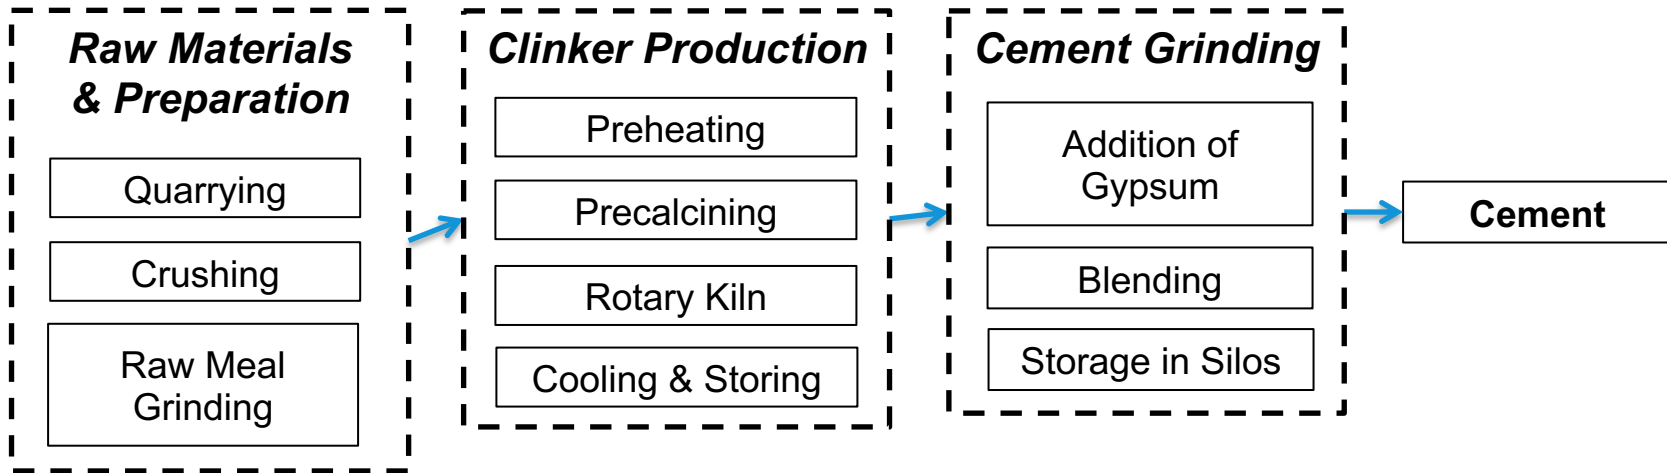 Raw Materials
& Preparation
Quarrying
Crushing
Raw Meal
Grinding
Clinker Production
Preheating
Precalcining
Rotary Kiln
Cooling & Storing
Cement Grinding
Addition of
Gypsum
Blending
Storage in Silos
Cement